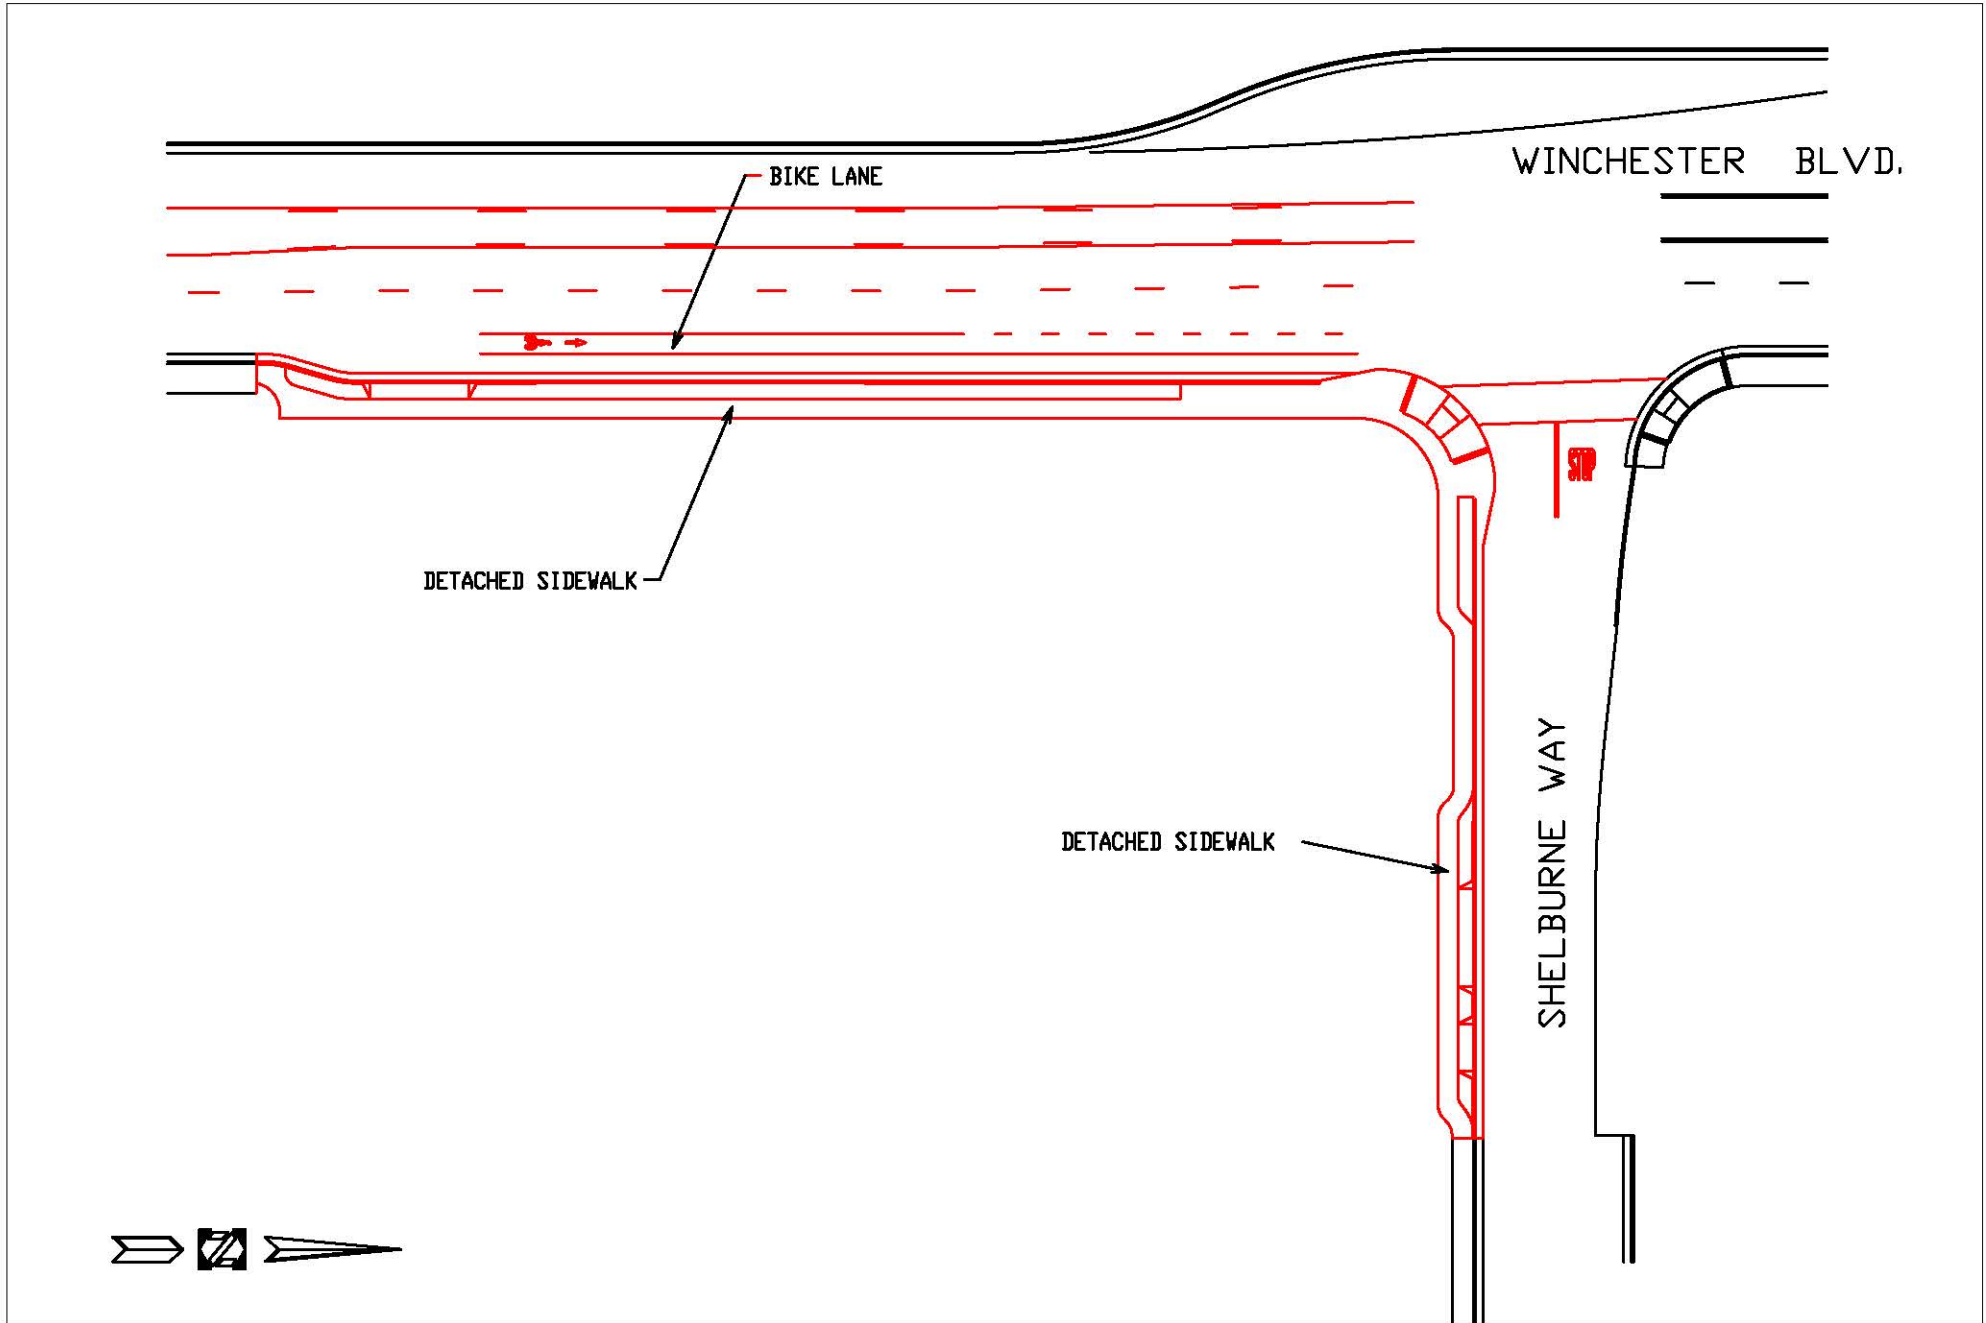 WINCHESTER BLVD.
BIKE LANE
STOP
DETACHED SIDEWALK
SHELBURNE WAY
DETACHED SIDEWALK
Z